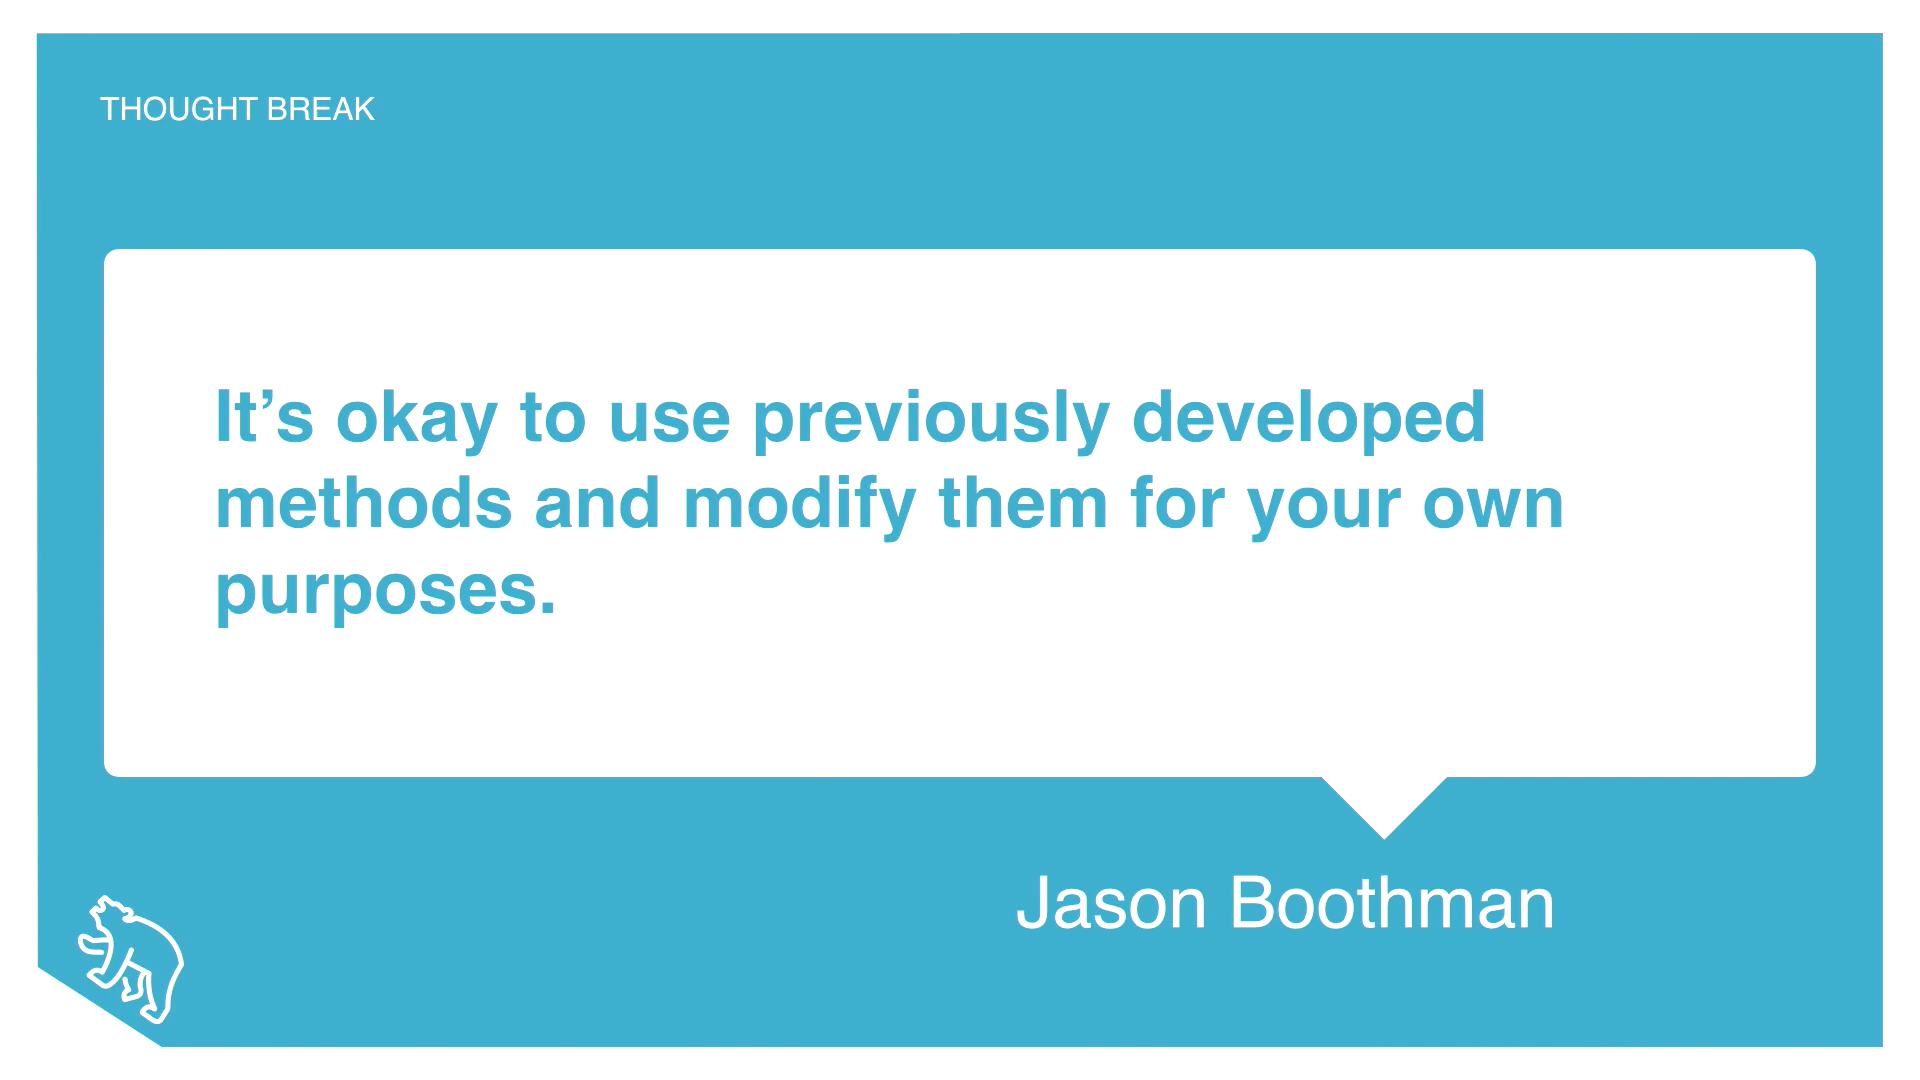 THOUGHT BREAK
It’s okay to use previously developed
methods and modify them for your own
purposes.
Jason Boothman